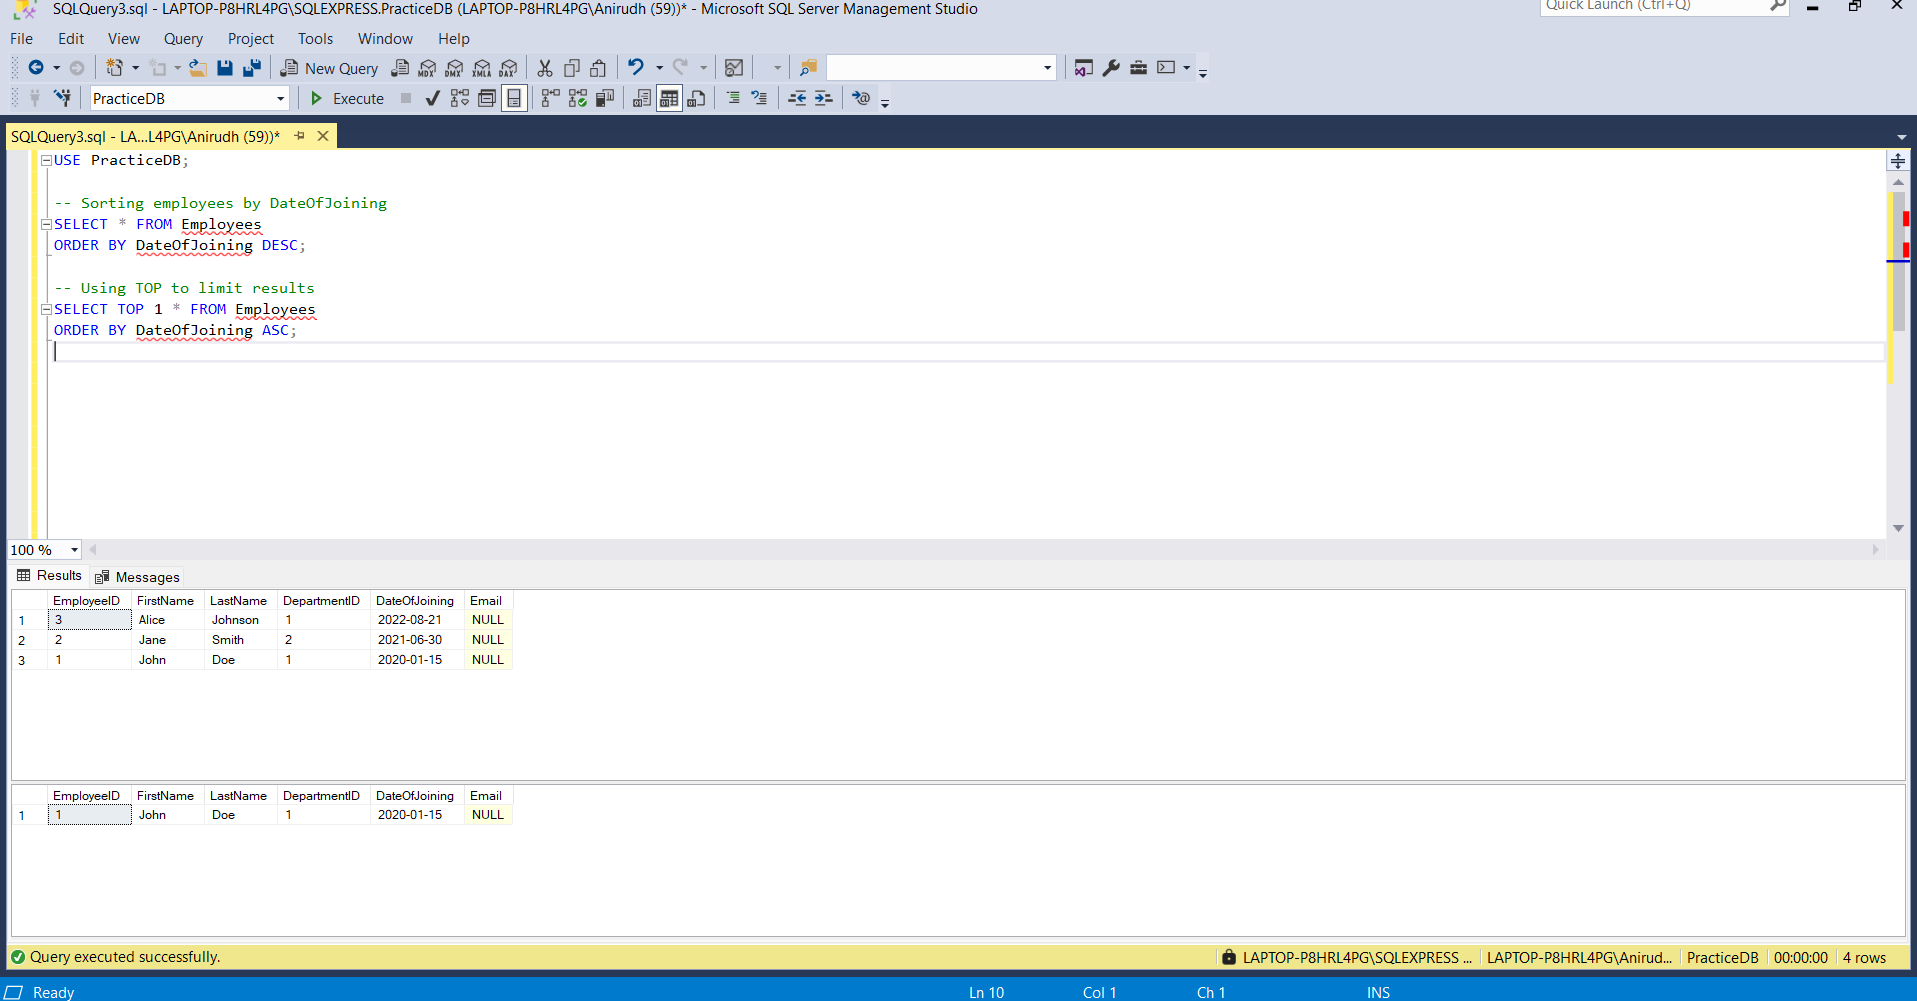 SQLQuery3.sql - LAPTOP-P8HRL4PG\SQLEXPRESS.PracticeDB (LAPTOP-P8HRL4PG\Anirudh (59))* - Microsoft SQL Server Management Studio
Quick Launch (Ctrl+Q)
File Edit View Query Project Tools Window Help
New Query MDX DMX XMLA DAX
PracticeDB Execute
SQLQuery3.sql - LA...L4PG\Anirudh (59))*
USE PracticeDB;
-- Sorting employees by DateOfJoining
SELECT * FROM Employees
ORDER BY DateOfJoining DESC;
-- Using TOP to limit results
SELECT TOP 1 * FROM Employees
ORDER BY DateOfJoining ASC;
100 %
Results Messages
EmployeeID FirstName LastName DepartmentID DateOfJoining Email
1 3 Alice Johnson 1 2022-08-21 NULL
2 2 Jane Smith 2 2021-06-30 NULL
3 1 John Doe 1 2020-01-15 NULL
EmployeeID FirstName LastName DepartmentID DateOfJoining Email
1 1 John Doe 1 2020-01-15 NULL
Query executed successfully. LAPTOP-P8HRL4PG\SQLEXPRESS ... LAPTOP-P8HRL4PG\Anirud... PracticeDB 00:00:00 4 rows
Ready Ln 10 Col 1 Ch 1 INS